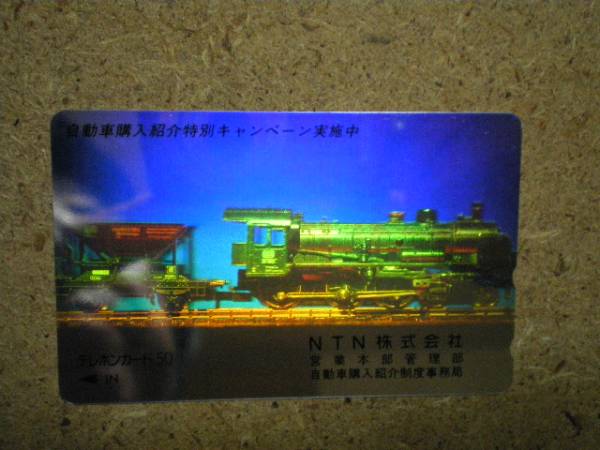 自動車購入紹介特別キャンペーン実施中
NTN株式会社
営業本部管理部
自動車購入紹介制度事務局
テレホンカード50
◀ IN